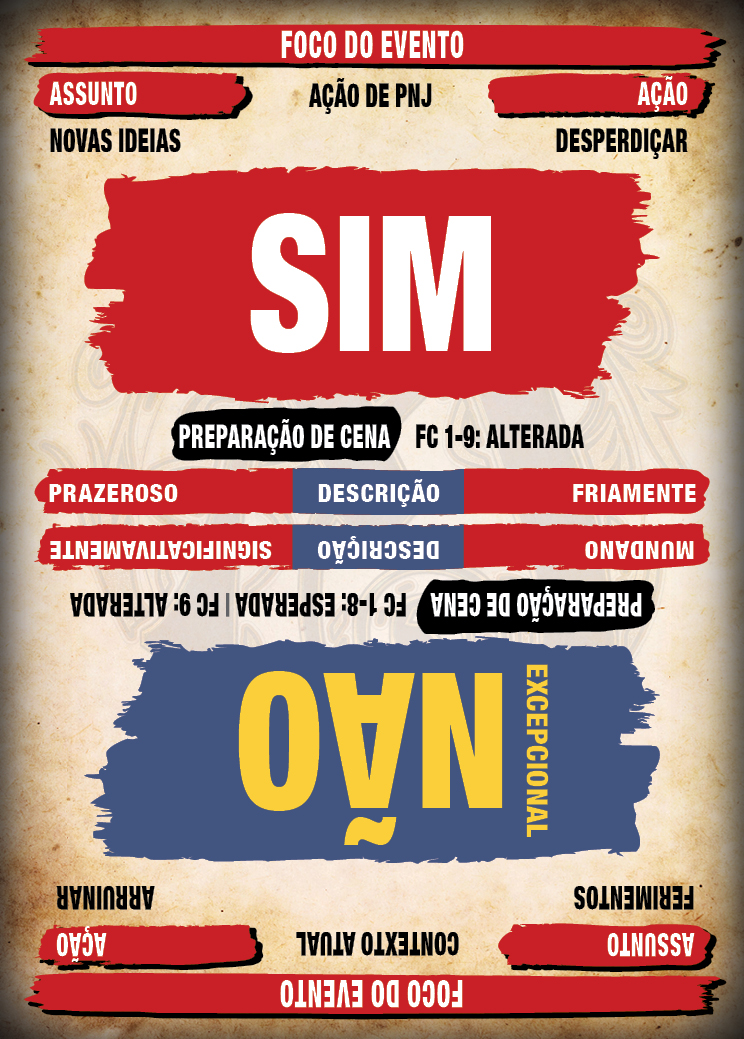 FOCO DO EVENTO
ASSUNTO AÇÃO DE PNJ AÇÃO
NOVAS IDEIAS DESPERDIÇAR
SIM
PREPARAÇÃO DE CENA FC 1-9: ALTERADA
PRAZEROSO DESCRIÇÃO FRIAMENTE
MUNDANO DESCRIÇÃO SIGNIFICATIVAMENTE
PREPARAÇÃO DE CENA FC 1-8: ESPERADA | FC 9: ALTERADA
EXCEPCIONAL
NÃO
FERIMENTOS ARRUINAR
ASSUNTO CONTEXTO ATUAL AÇÃO
FOCO DO EVENTO